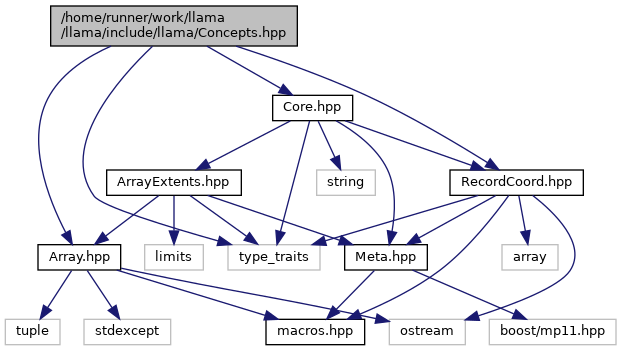 /home/runner/work/llama
/llama/include/llama/Concepts.hpp
Core.hpp
ArrayExtents.hpp
string
RecordCoord.hpp
Array.hpp
limits
type_traits
Meta.hpp
array
tuple
stdexcept
macros.hpp
ostream
boost/mp11.hpp